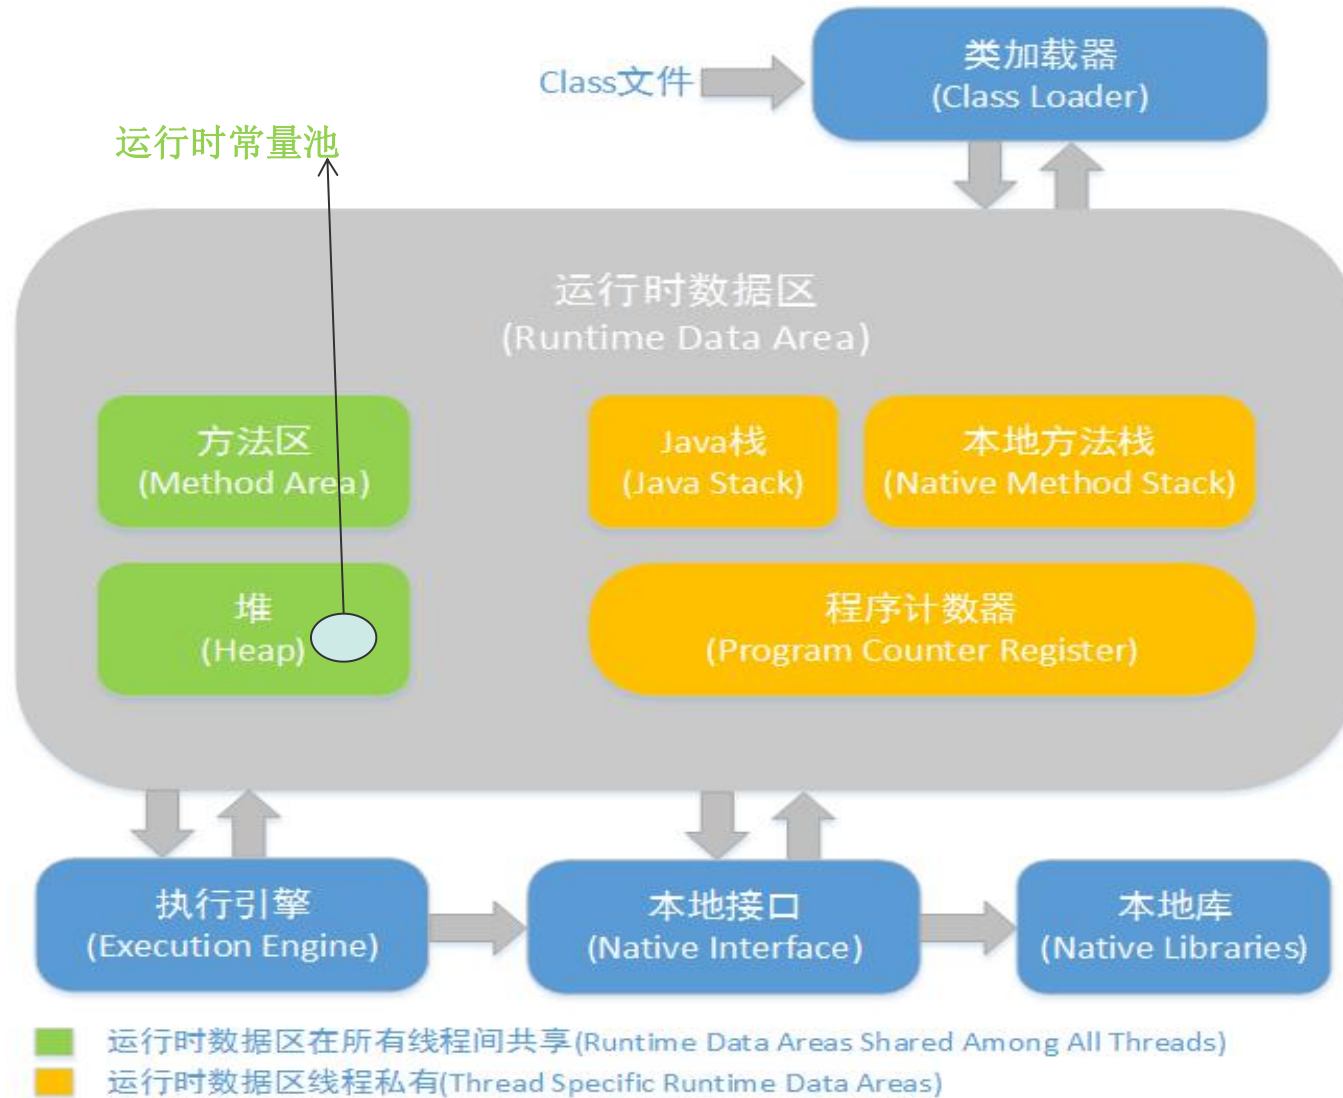 类加载器
(Class Loader)
Class文件
运行时常量池
运行时数据区
(Runtime Data Area)
方法区
(Method Area)
Java栈
(Java Stack)
本地方法栈
(Native Method Stack)
堆
(Heap)
程序计数器
(Program Counter Register)
执行引擎
(Execution Engine)
本地接口
(Native Interface)
本地库
(Native Libraries)
运行时数据区在所有线程间共享(Runtime Data Areas Shared Among All Threads)
运行时数据区线程私有(Thread Specific Runtime Data Areas)